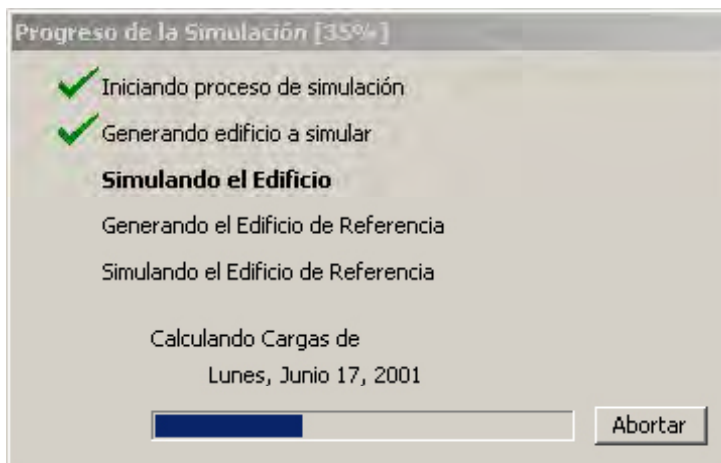 Progreso de la Simulación [35%]
Iniciando proceso de simulación
Generando edificio a simular
Simulando el Edificio
Generando el Edificio de Referencia
Simulando el Edificio de Referencia
Calculando Cargas de
Lunes, Junio 17, 2001
Abortar